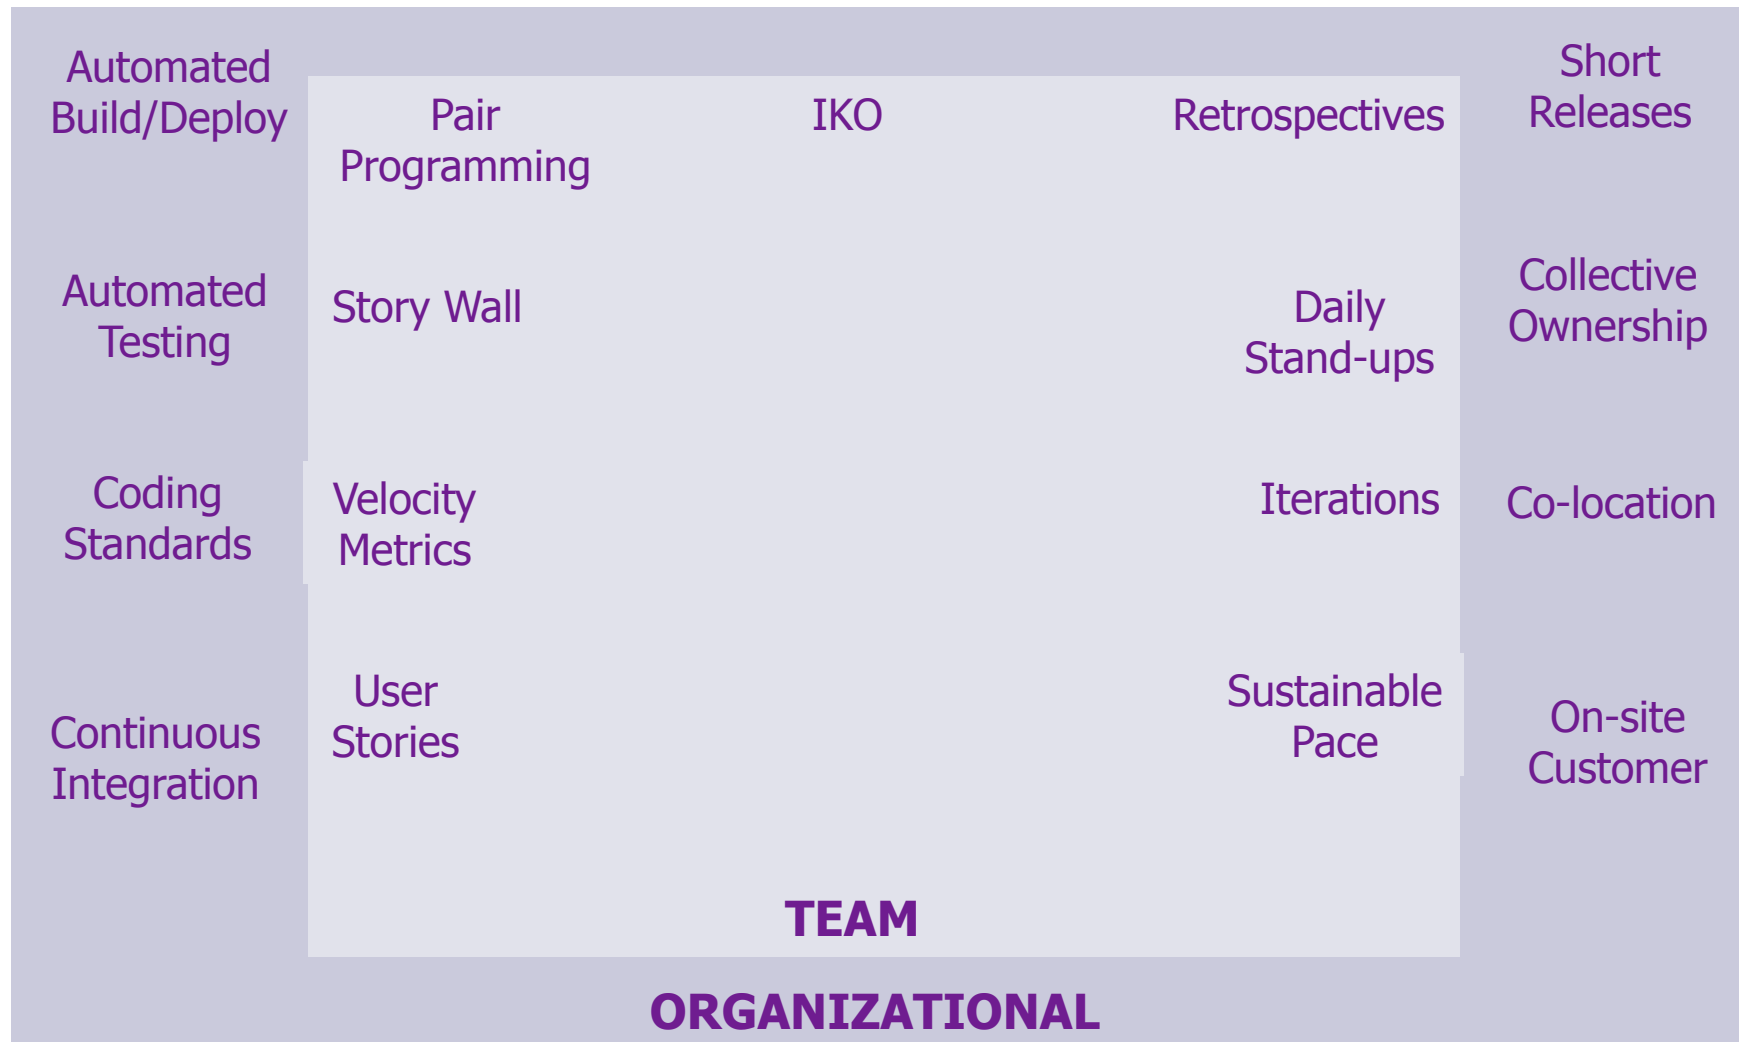 Automated
Build/Deploy
Automated
Testing
Coding
Standards
Continuous
Integration
Pair
Programming
Story Wall
Velocity
Metrics
User
Stories
IKO
Retrospectives
Daily
Stand-ups
Iterations
Sustainable
Pace
Short
Releases
Collective
Ownership
Co-location
On-site
Customer
TEAM
ORGANIZATIONAL